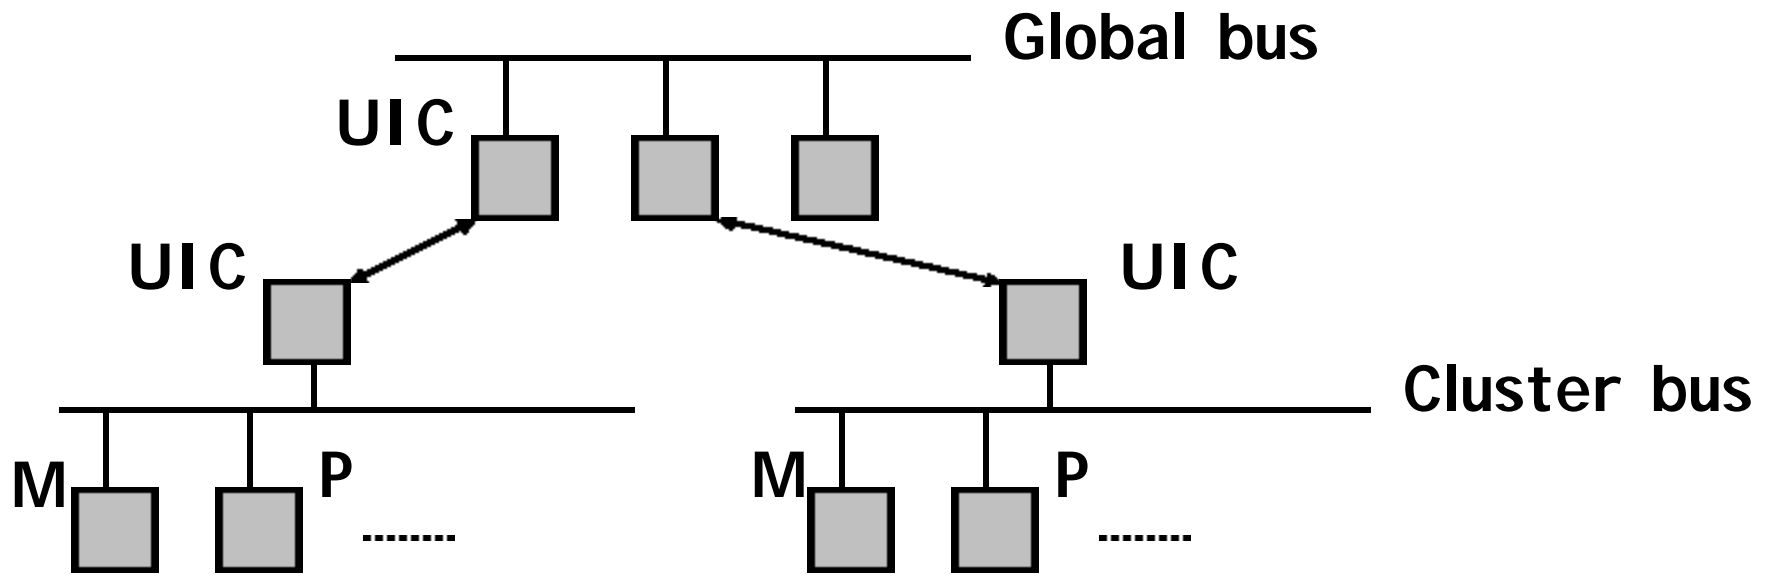 Global bus
UIC
UIC
UIC
Cluster bus
M
P
M
P